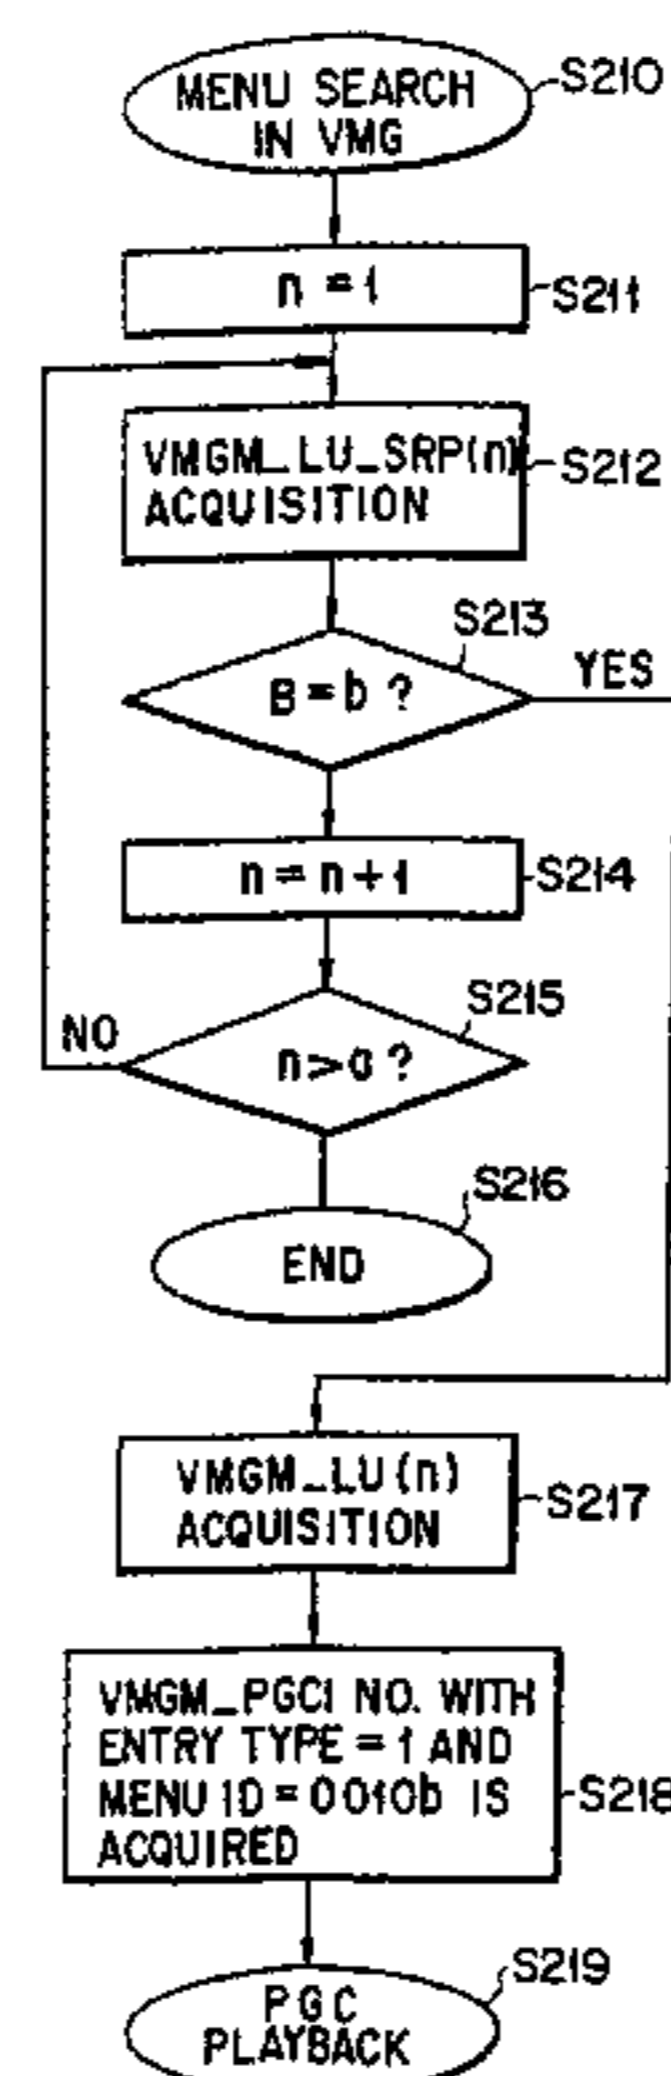 MENU SEARCH
IN VMG
S210
n = 1
S211
VMGM_LU_SRP(n)
ACQUISITION
S212
S213
B = b ?
YES
n = n + 1
S214
S215
NO
n > a ?
S216
END
VMGM_LU (n)
ACQUISITION
S217
VMGM_PGCI NO. WITH
ENTRY TYPE = 1 AND
MENU ID = 0010b IS
ACQUIRED
S218
S219
PGC
PLAYBACK